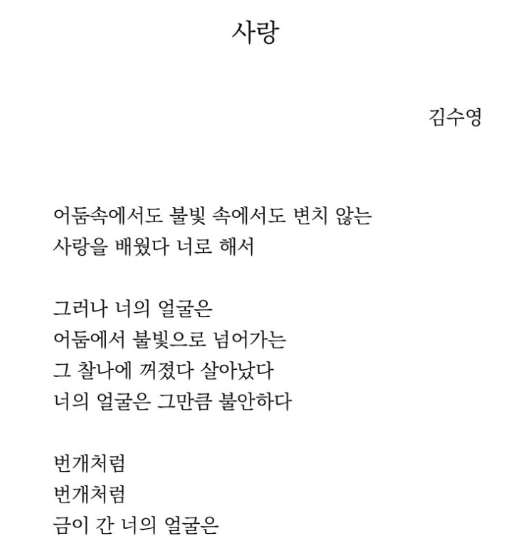 사랑
김수영
어둠속에서도 불빛 속에서도 변치 않는
사랑을 배웠다 너로 해서
그러나 너의 얼굴은
어둠에서 불빛으로 넘어가는
그 찰나에 꺼졌다 살아났다
너의 얼굴은 그만큼 불안하다
번개처럼
번개처럼
금이 간 너의 얼굴은